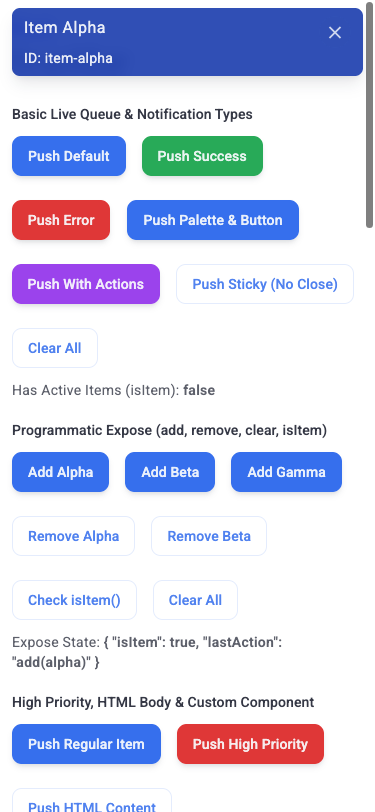 Item Alpha
ID: item-alpha
Basic Live Queue & Notification Types
Push Default
Push Success
Push Error
Push Palette & Button
Push With Actions
Push Sticky (No Close)
Clear All
Has Active Items (isItem): false
Programmatic Expose (add, remove, clear, isItem)
Add Alpha
Add Beta
Add Gamma
Remove Alpha
Remove Beta
Check isItem()
Clear All
Expose State: { "isItem": true, "lastAction":
"add(alpha)" }
High Priority, HTML Body & Custom Component
Push Regular Item
Push High Priority
Push HTML Content